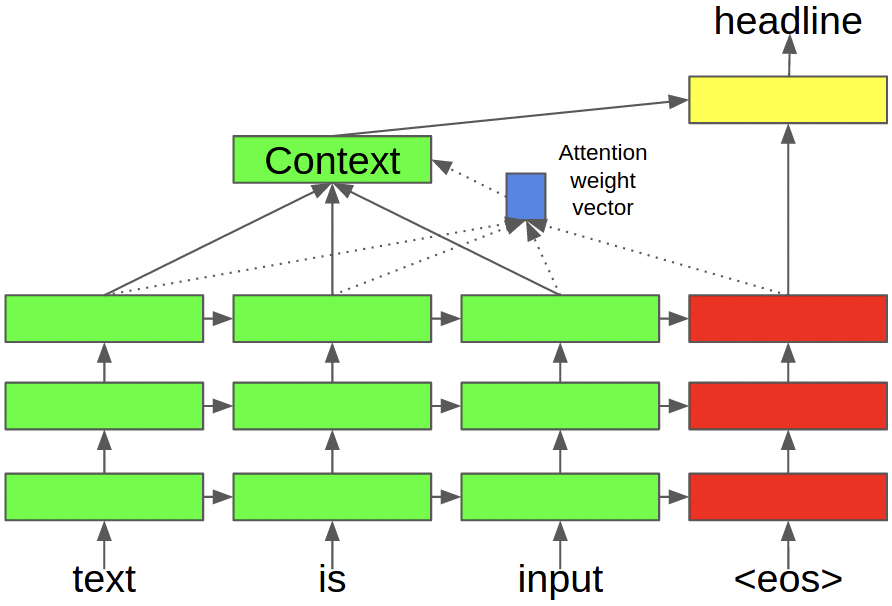 headline
Context
Attention
weight
vector
text
is
input
<eos>